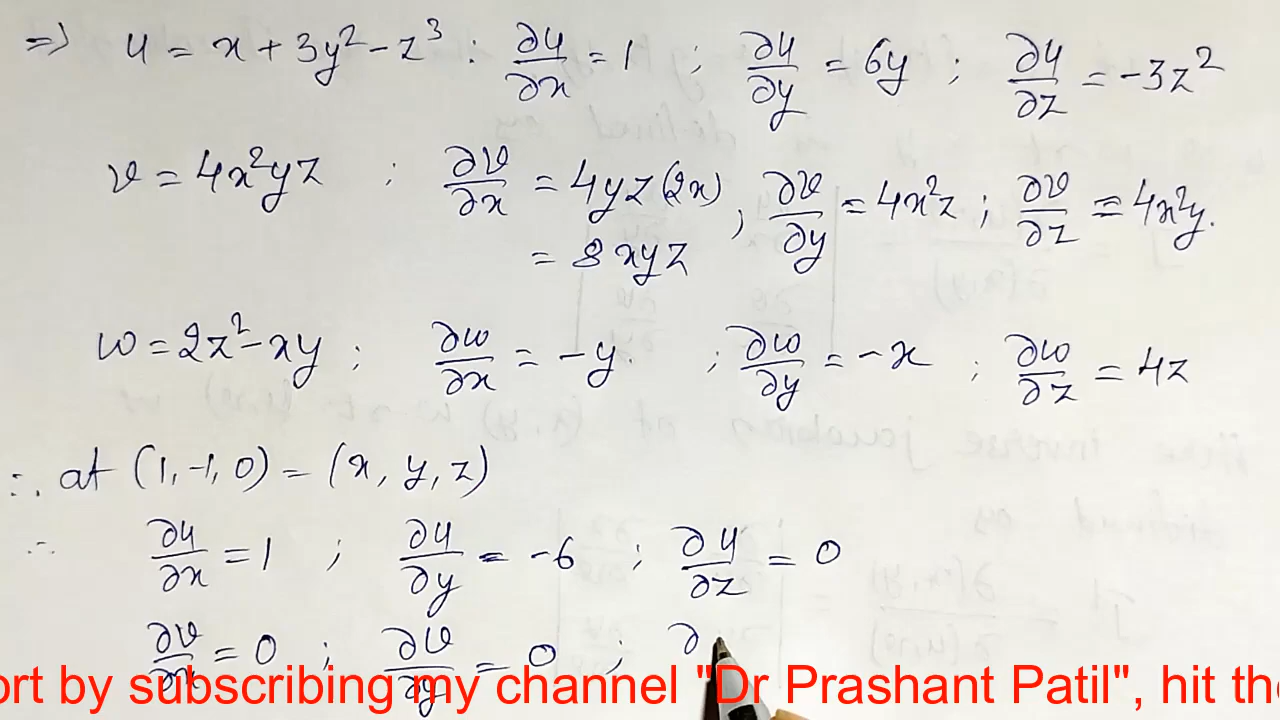 ⇒ u = x + 3y² - z³ : ∂u/∂x = 1 ; ∂u/∂y = 6y ; ∂u/∂z = -3z²
v = 4x²yz ; ∂v/∂x = 4yz(2x) , ∂v/∂y = 4x²z ; ∂v/∂z = 4x²y.
= 8xyz
w = 2z² - xy ; ∂w/∂x = -y. ; ∂w/∂y = -x ; ∂w/∂z = 4z
∴ at (1, -1, 0) = (x, y, z)
∴ ∂u/∂x = 1 ; ∂u/∂y = -6 ; ∂u/∂z = 0
∂v/∂x = 0 ; ∂v/∂y = 0 ; ∂
ort by subscribing my channel "Dr Prashant Patil", hit the